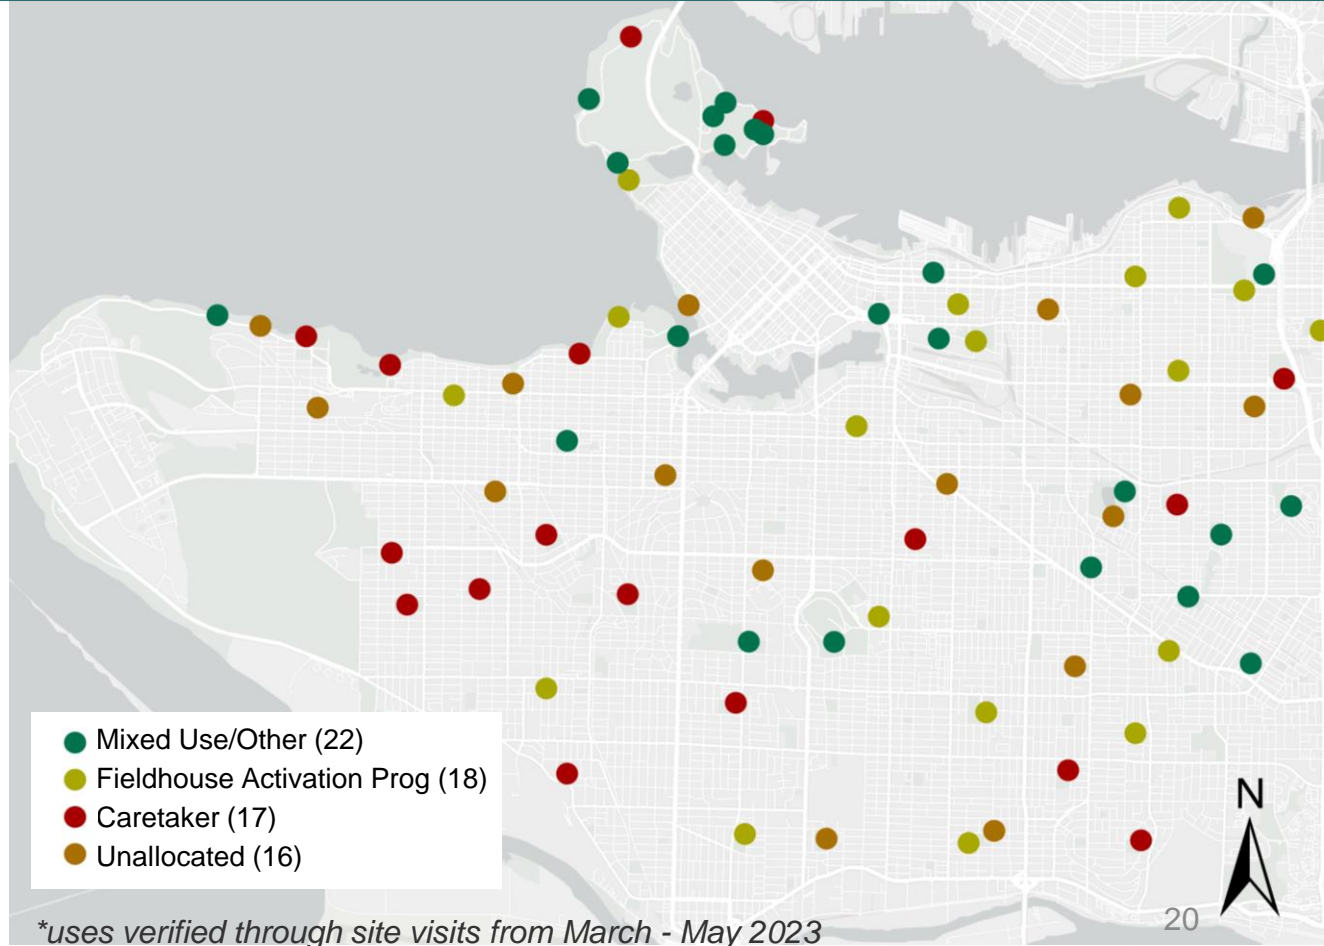 Mixed Use/Other (22)
Fieldhouse Activation Prog (18)
Caretaker (17)
Unallocated (16)
N
*uses verified through site visits from March - May 2023
20